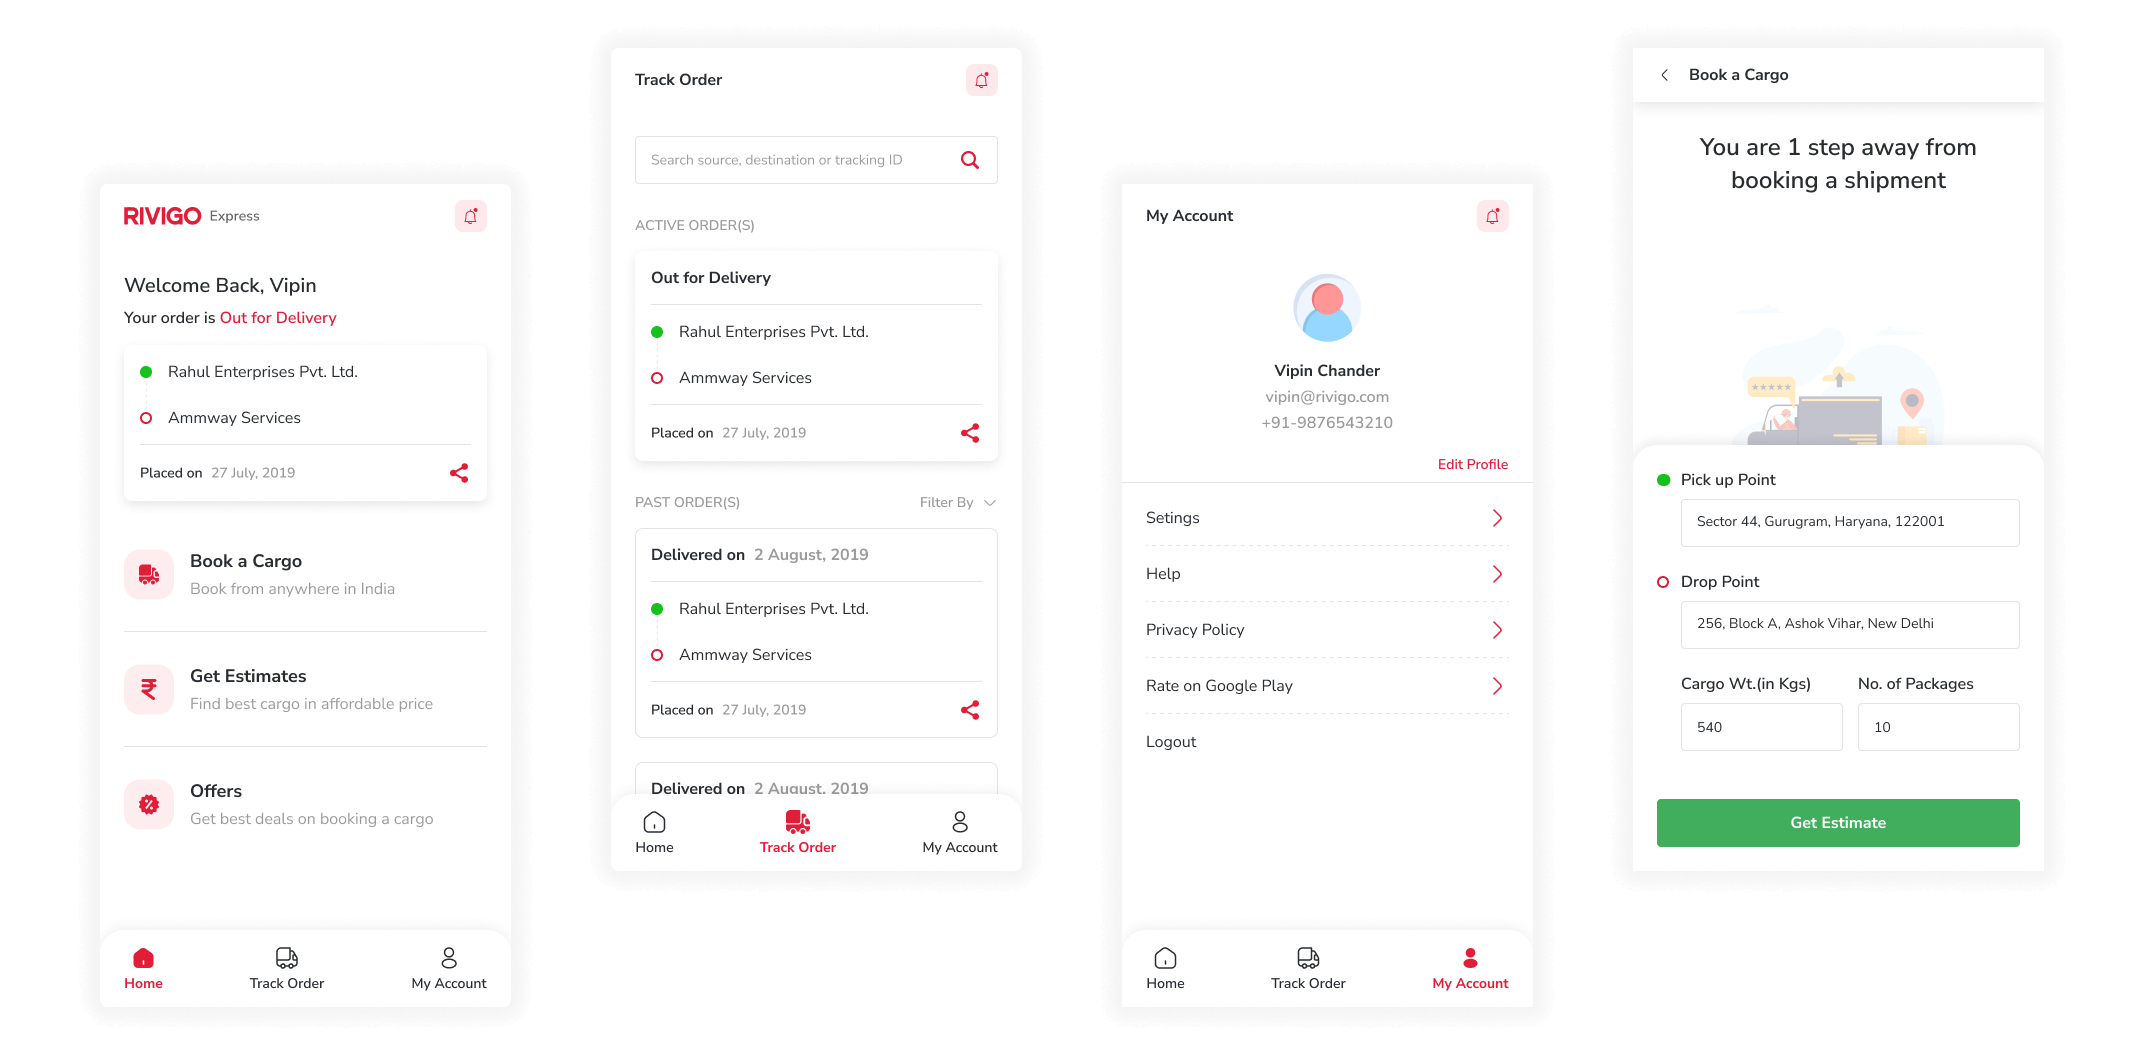 RIVIGO Express
Welcome Back, Vipin
Your order is Out for Delivery
Rahul Enterprises Pvt. Ltd.
Ammway Services
Placed on 27 July, 2019
Book a Cargo
Book from anywhere in India
₹
Get Estimates
Find best cargo in affordable price
%
Offers
Get best deals on booking a cargo
Home
Track Order
My Account
Track Order
Search source, destination or tracking ID
ACTIVE ORDER(S)
Out for Delivery
Rahul Enterprises Pvt. Ltd.
Ammway Services
Placed on 27 July, 2019
PAST ORDER(S)
Filter By
Delivered on 2 August, 2019
Rahul Enterprises Pvt. Ltd.
Ammway Services
Placed on 27 July, 2019
Delivered on 2 August, 2019
Home
Track Order
My Account
My Account
Vipin Chander
vipin@rivigo.com
+91-9876543210
Edit Profile
Setings
Help
Privacy Policy
Rate on Google Play
Logout
Home
Track Order
My Account
Book a Cargo
You are 1 step away from
booking a shipment
Pick up Point
Sector 44, Gurugram, Haryana, 122001
Drop Point
256, Block A, Ashok Vihar, New Delhi
Cargo Wt.(in Kgs)
No. of Packages
540
10
Get Estimate